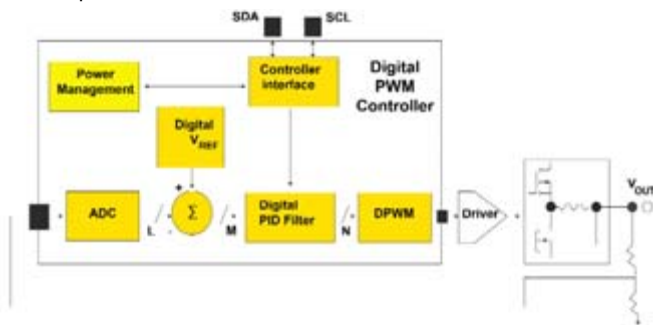 SDA SCL
Power
Management
Controller
interface
Digital
PWM
Controller
Digital
VREF
+
ADC
L
-
Σ
M
Digital
PID Filter
N
DPWM
Driver
VOUT